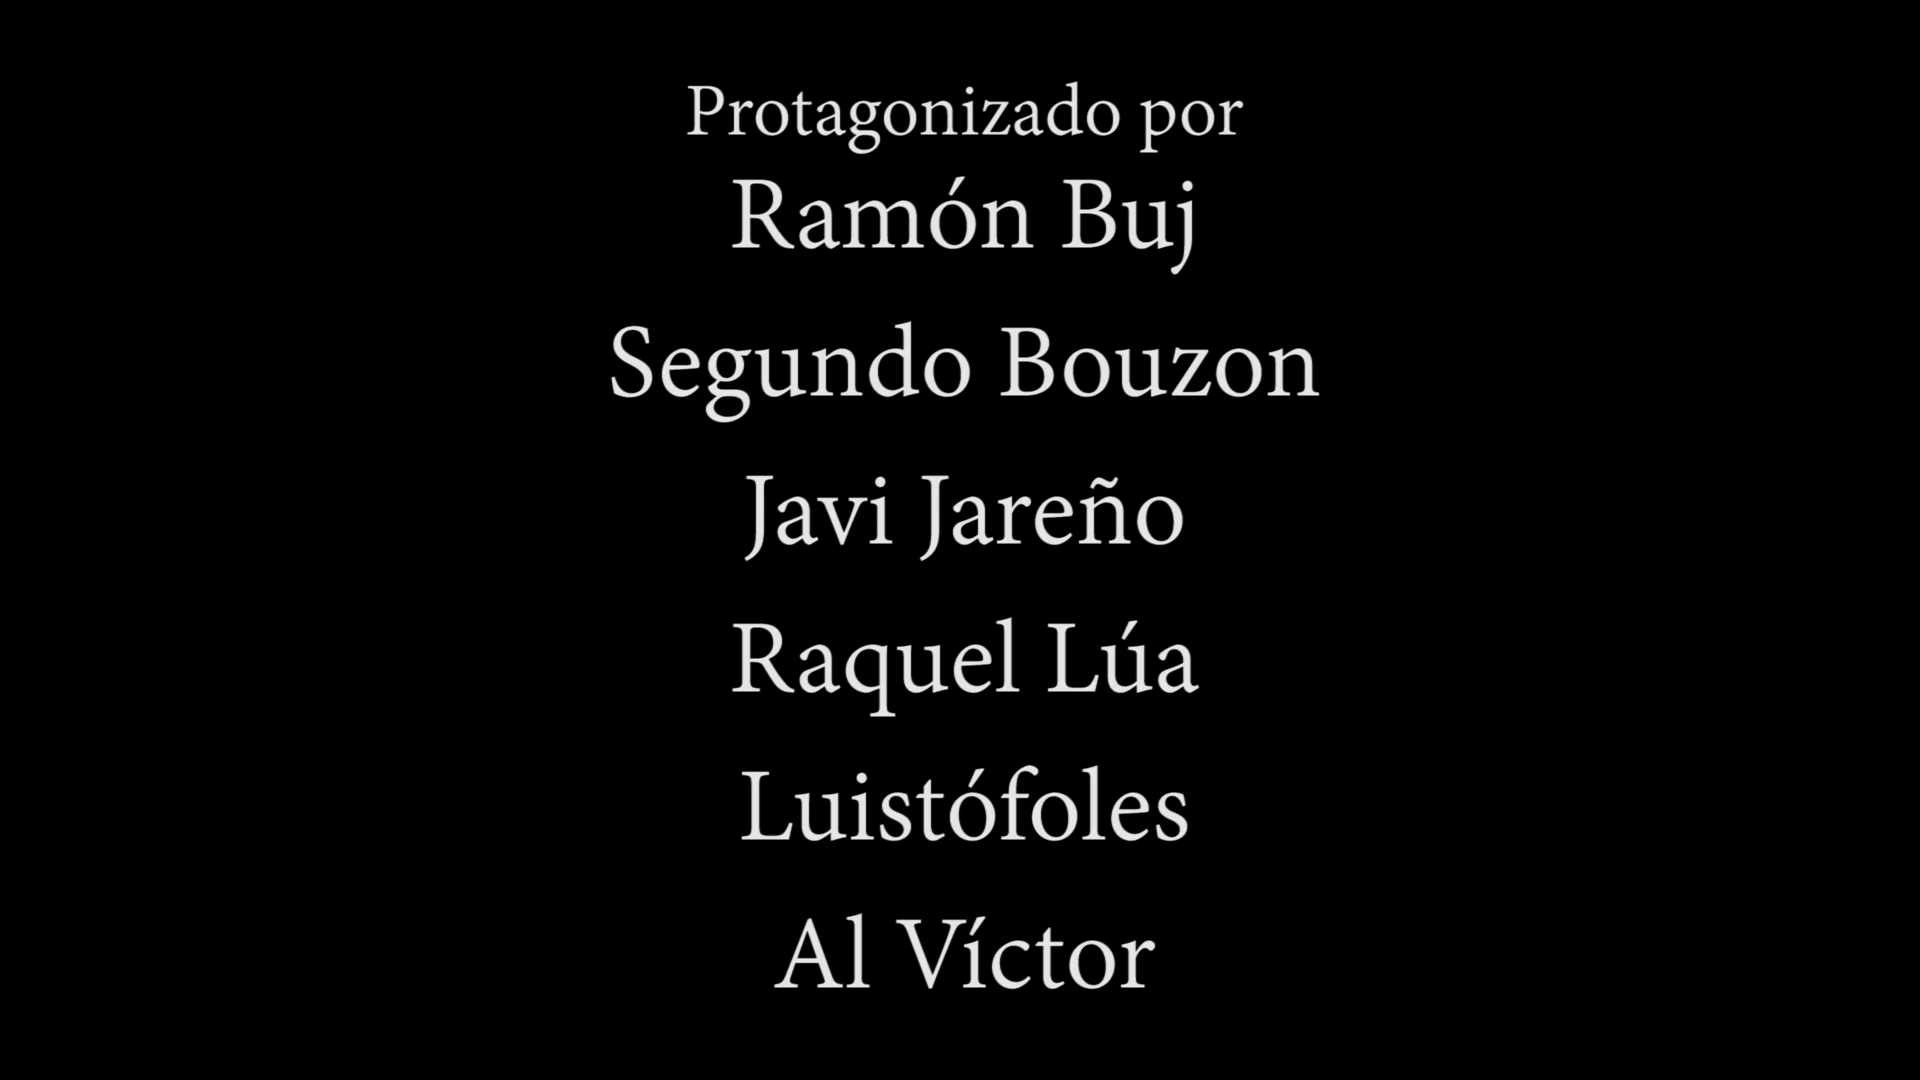 Protagonizado por
Ramón Buj
Segundo Bouzon
Javi Jareño
Raquel Lúa
Luistófoles
Al Víctor